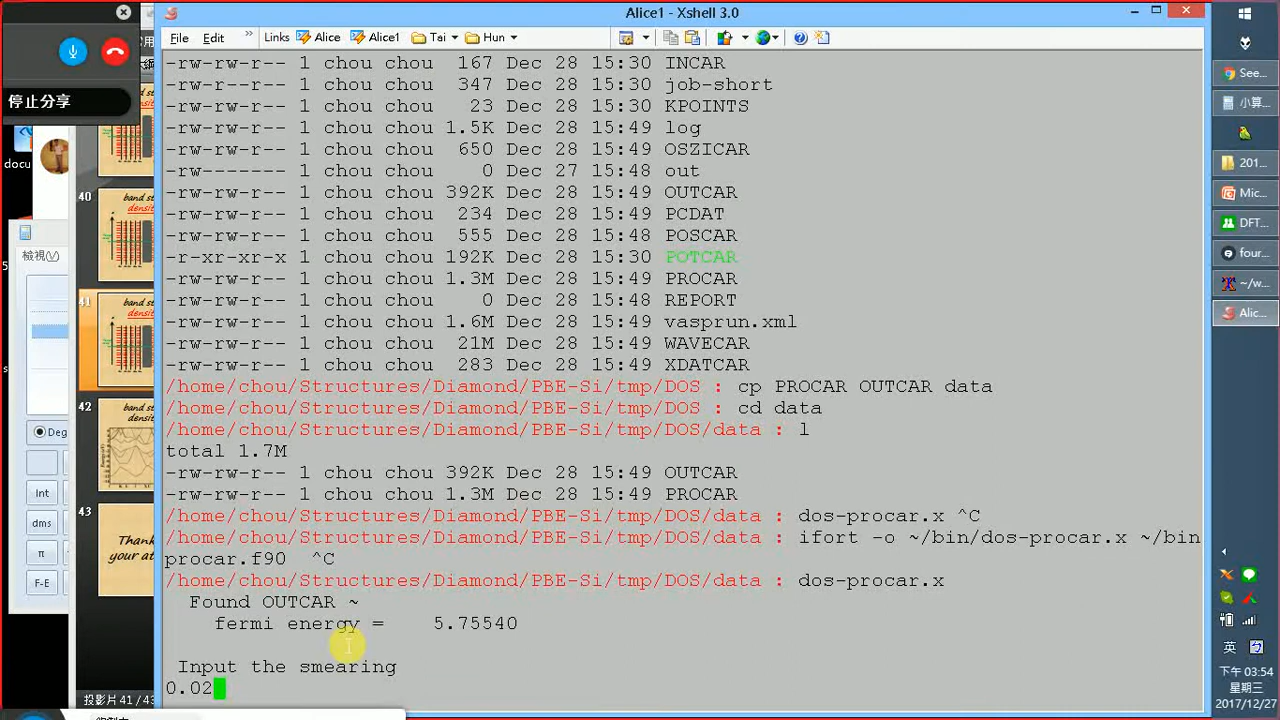 Alice1 - Xshell 3.0
File Edit » Links Alice Alice1 Tai Hun
停止分享
-rw-rw-r-- 1 chou chou 167 Dec 28 15:30 INCAR
-rw-rw-r-- 1 chou chou 347 Dec 28 15:30 job-short
-rw-rw-r-- 1 chou chou 23 Dec 28 15:30 KPOINTS
-rw-rw-r-- 1 chou chou 1.5K Dec 28 15:49 log
-rw-rw-r-- 1 chou chou 650 Dec 28 15:49 OSZICAR
-rw------- 1 chou chou 0 Dec 27 15:48 out
-rw-rw-r-- 1 chou chou 392K Dec 28 15:49 OUTCAR
-rw-rw-r-- 1 chou chou 234 Dec 28 15:49 PCDAT
-rw-rw-r-- 1 chou chou 555 Dec 28 15:48 POSCAR
-r-xr-xr-x 1 chou chou 192K Dec 28 15:30 POTCAR
-rw-rw-r-- 1 chou chou 1.3M Dec 28 15:49 PROCAR
-rw-rw-r-- 1 chou chou 0 Dec 28 15:48 REPORT
-rw-rw-r-- 1 chou chou 1.6M Dec 28 15:49 vasprun.xml
-rw-rw-r-- 1 chou chou 21M Dec 28 15:49 WAVECAR
-rw-rw-r-- 1 chou chou 283 Dec 28 15:49 XDATCAR
/home/chou/Structures/Diamond/PBE-Si/tmp/DOS : cp PROCAR OUTCAR data
/home/chou/Structures/Diamond/PBE-Si/tmp/DOS : cd data
/home/chou/Structures/Diamond/PBE-Si/tmp/DOS/data : l
total 1.7M
-rw-rw-r-- 1 chou chou 392K Dec 28 15:49 OUTCAR
-rw-rw-r-- 1 chou chou 1.3M Dec 28 15:49 PROCAR
/home/chou/Structures/Diamond/PBE-Si/tmp/DOS/data : dos-procar.x ^C
/home/chou/Structures/Diamond/PBE-Si/tmp/DOS/data : ifort -o ~/bin/dos-procar.x ~/bin
procar.f90 ^C
/home/chou/Structures/Diamond/PBE-Si/tmp/DOS/data : dos-procar.x
Found OUTCAR ~
fermi energy = 5.75540
Input the smearing
0.02
docu
檢視(V)
Deg
Int
dms
π
F-E
40
band st
41
band st
42
43
Thank
your at
投影片 41 / 43
See...
小算...
201...
Mic...
DFT...
four...
~/w...
Alic...
英
下午 03:54
星期三
2017/12/27